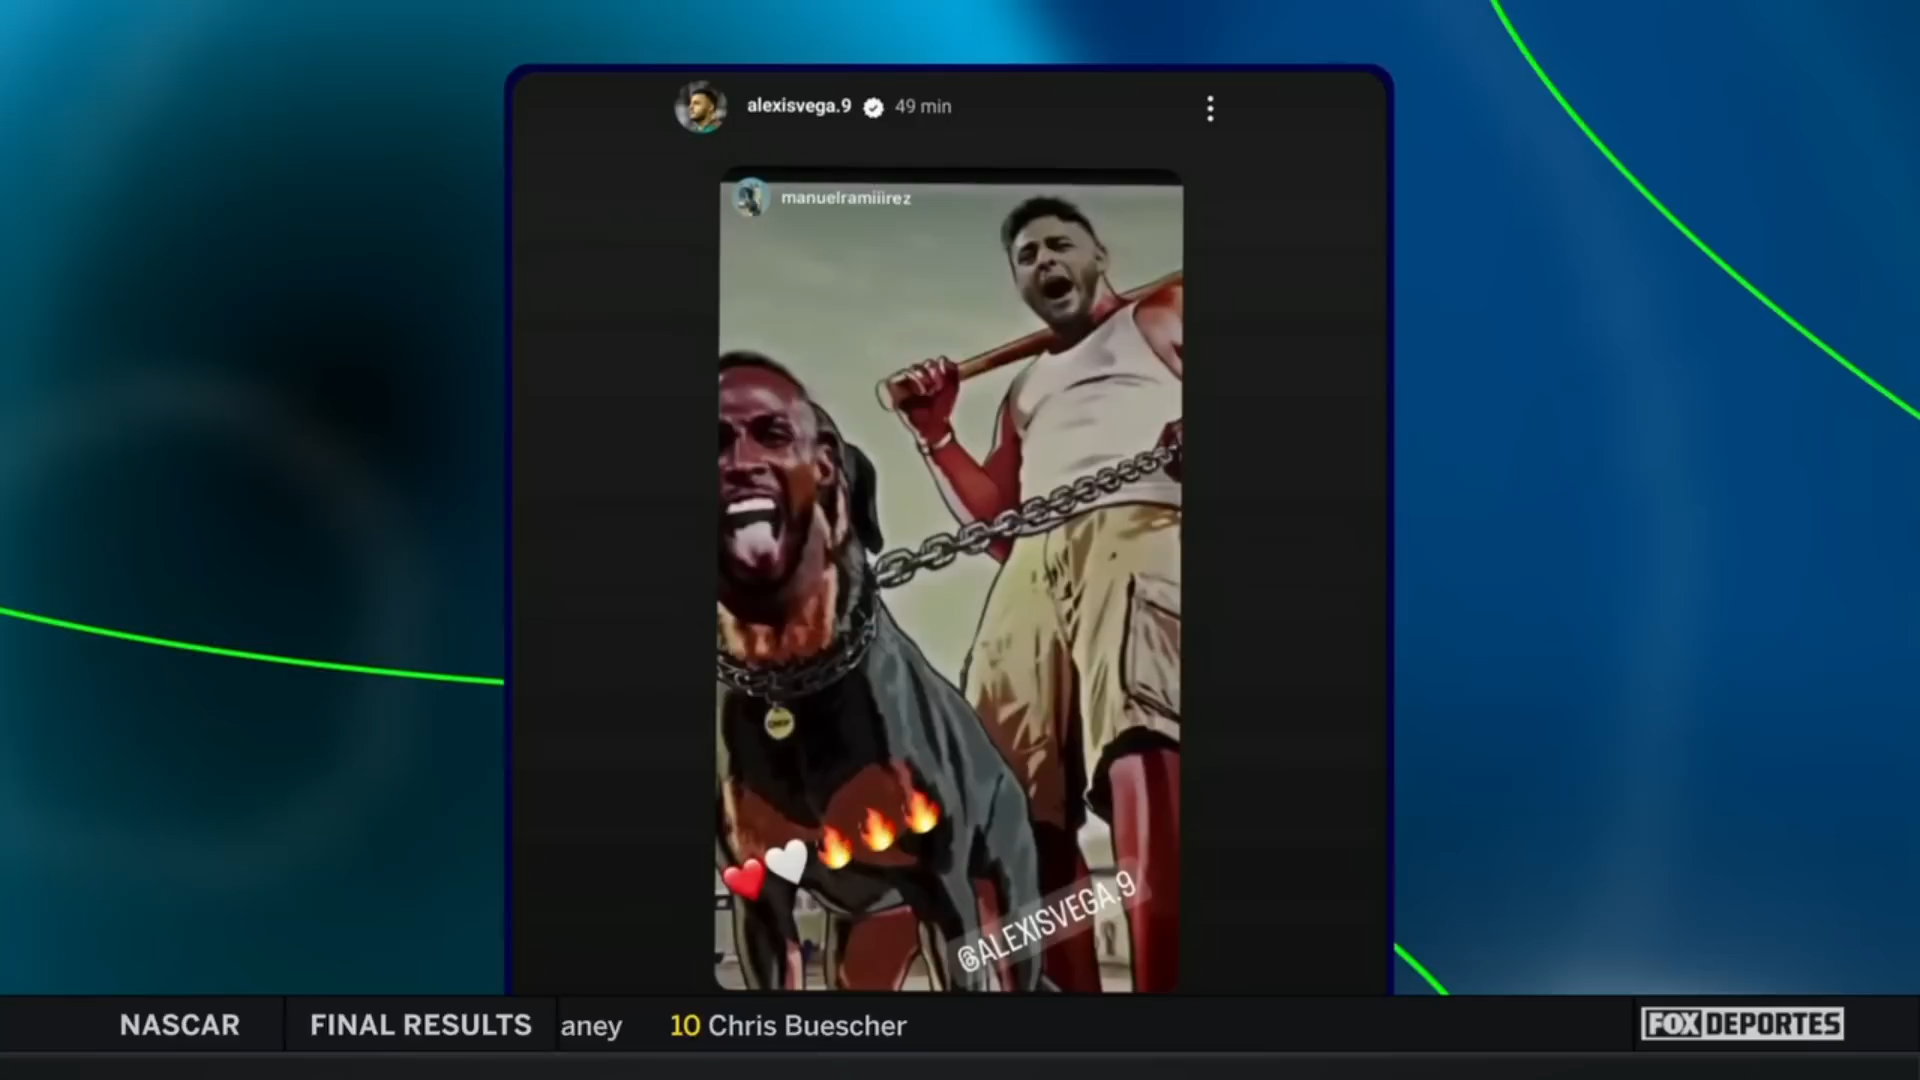 alexisvega.9 49 min
manuelramiiirez
@ALEXISVEGA.9
NASCAR FINAL RESULTS aney 10 Chris Buescher FOX DEPORTES